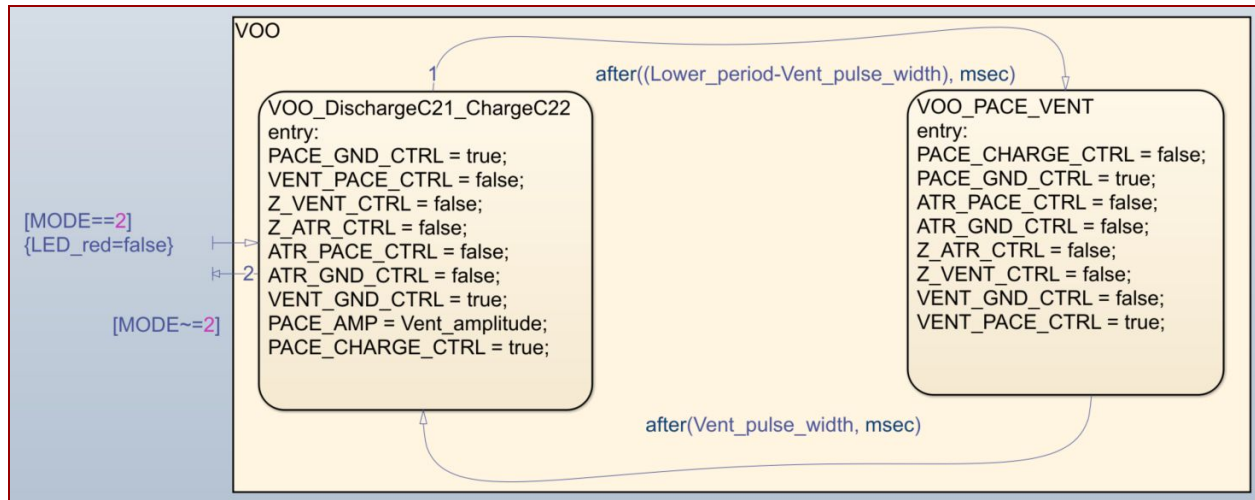 VOO
1
after((Lower_period-Vent_pulse_width), msec)
VOO_DischargeC21_ChargeC22
entry:
PACE_GND_CTRL = true;
VENT_PACE_CTRL = false;
Z_VENT_CTRL = false;
Z_ATR_CTRL = false;
ATR_PACE_CTRL = false;
ATR_GND_CTRL = false;
VENT_GND_CTRL = true;
PACE_AMP = Vent_amplitude;
PACE_CHARGE_CTRL = true;
VOO_PACE_VENT
entry:
PACE_CHARGE_CTRL = false;
PACE_GND_CTRL = true;
ATR_PACE_CTRL = false;
ATR_GND_CTRL = false;
Z_ATR_CTRL = false;
Z_VENT_CTRL = false;
VENT_GND_CTRL = false;
VENT_PACE_CTRL = true;
[MODE==2]
{LED_red=false}
2
[MODE~=2]
after(Vent_pulse_width, msec)